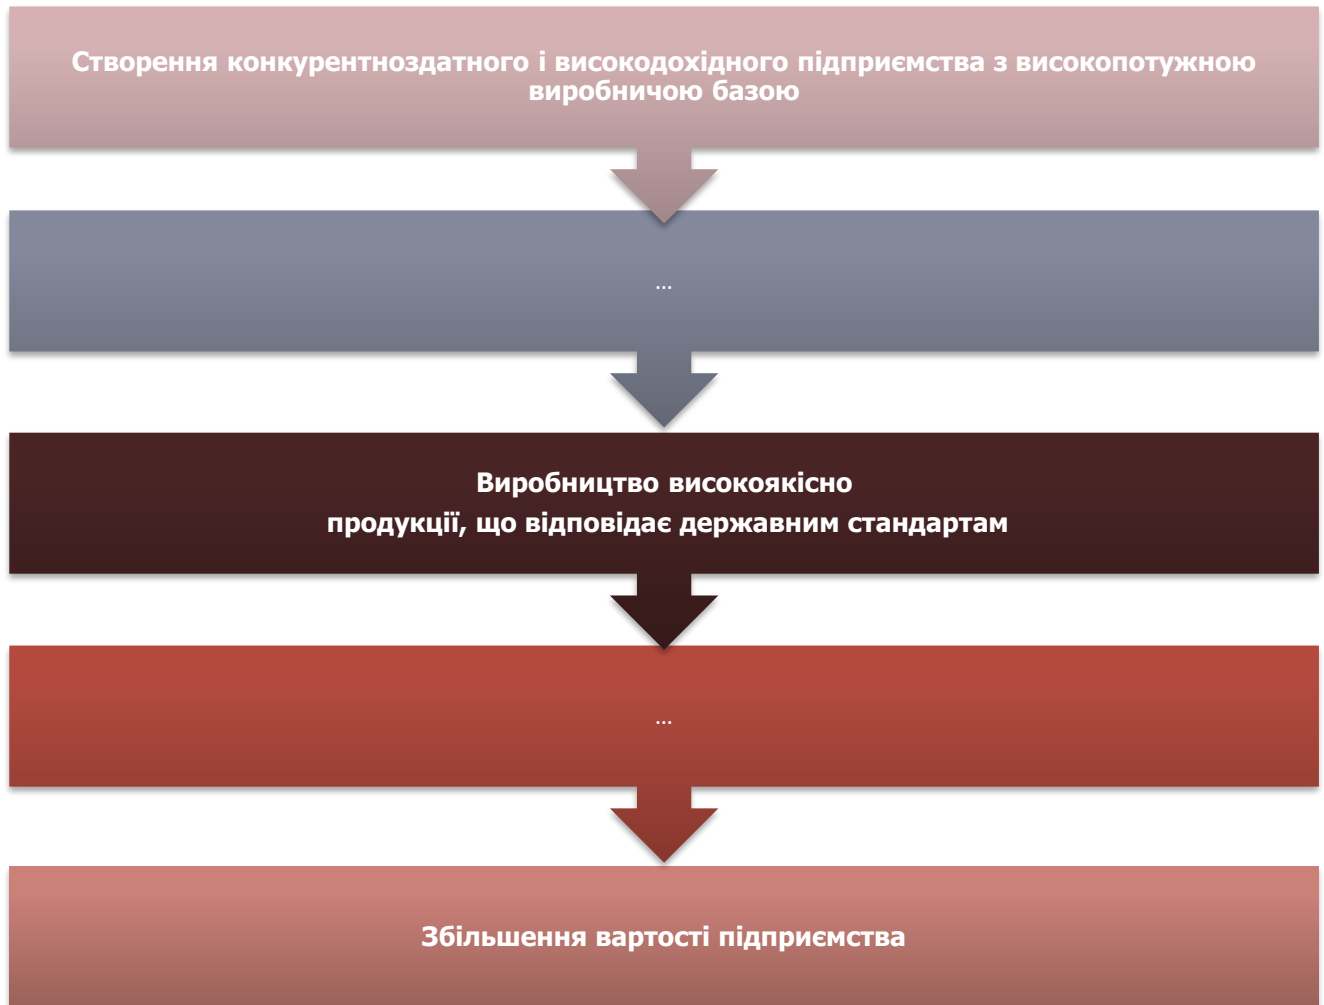 Створення конкурентноздатного і високодохідного підприємства з високопотужною
виробничою базою
...
Виробництво високоякісно
продукції, що відповідає державним стандартам
...
Збільшення вартості підприємства